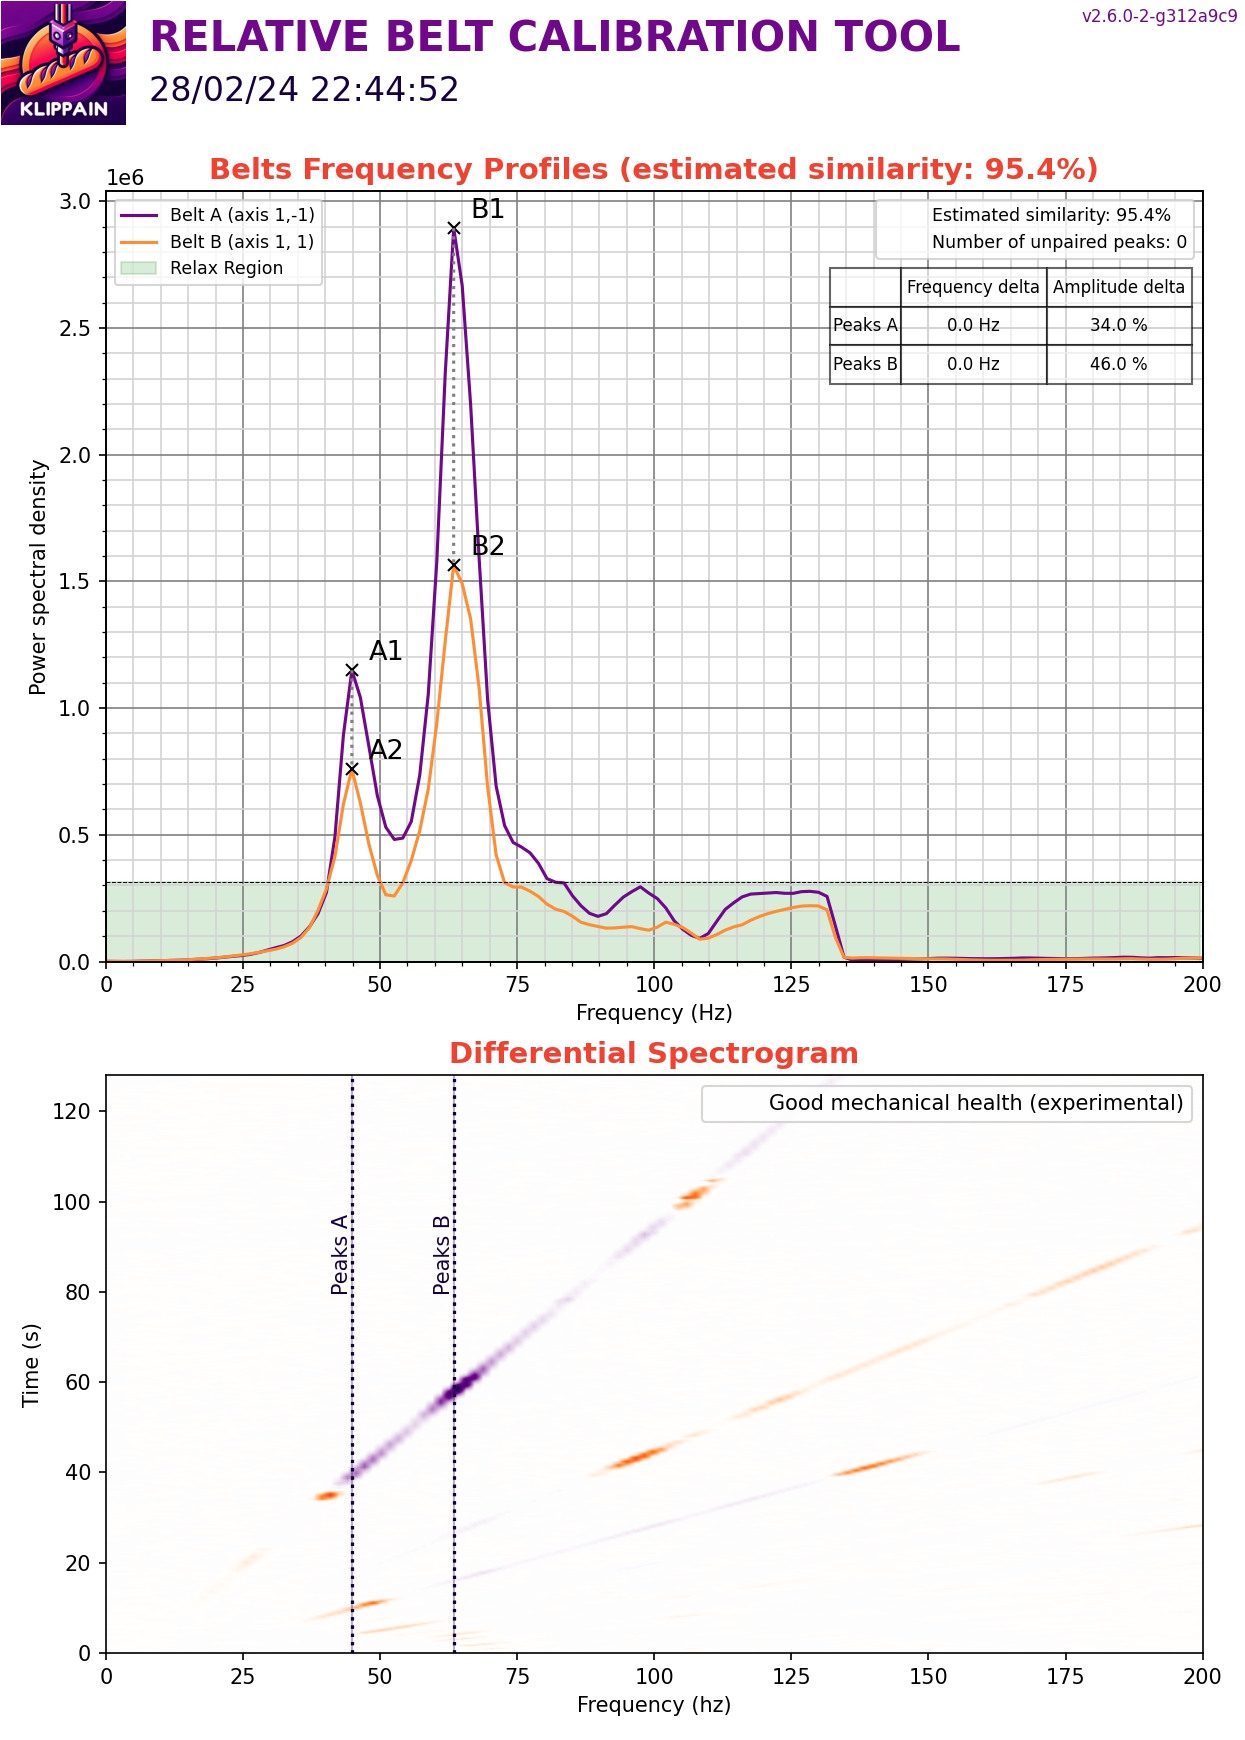 v2.6.0-2-g312a9c9
RELATIVE BELT CALIBRATION TOOL
28/02/24 22:44:52
KLIPPAIN
Belts Frequency Profiles (estimated similarity: 95.4%)
1e6
Belt A (axis 1,-1)
Belt B (axis 1, 1)
Relax Region
Estimated similarity: 95.4%
Number of unpaired peaks: 0
Frequency delta Amplitude delta
Peaks A 0.0 Hz 34.0 %
Peaks B 0.0 Hz 46.0 %
B1
B2
A1
A2
3.0
2.5
2.0
1.5
1.0
0.5
0.0
Power spectral density
0 25 50 75 100 125 150 175 200
Frequency (Hz)
Differential Spectrogram
Good mechanical health (experimental)
Peaks A
Peaks B
120
100
80
60
40
20
0
Time (s)
0 25 50 75 100 125 150 175 200
Frequency (hz)